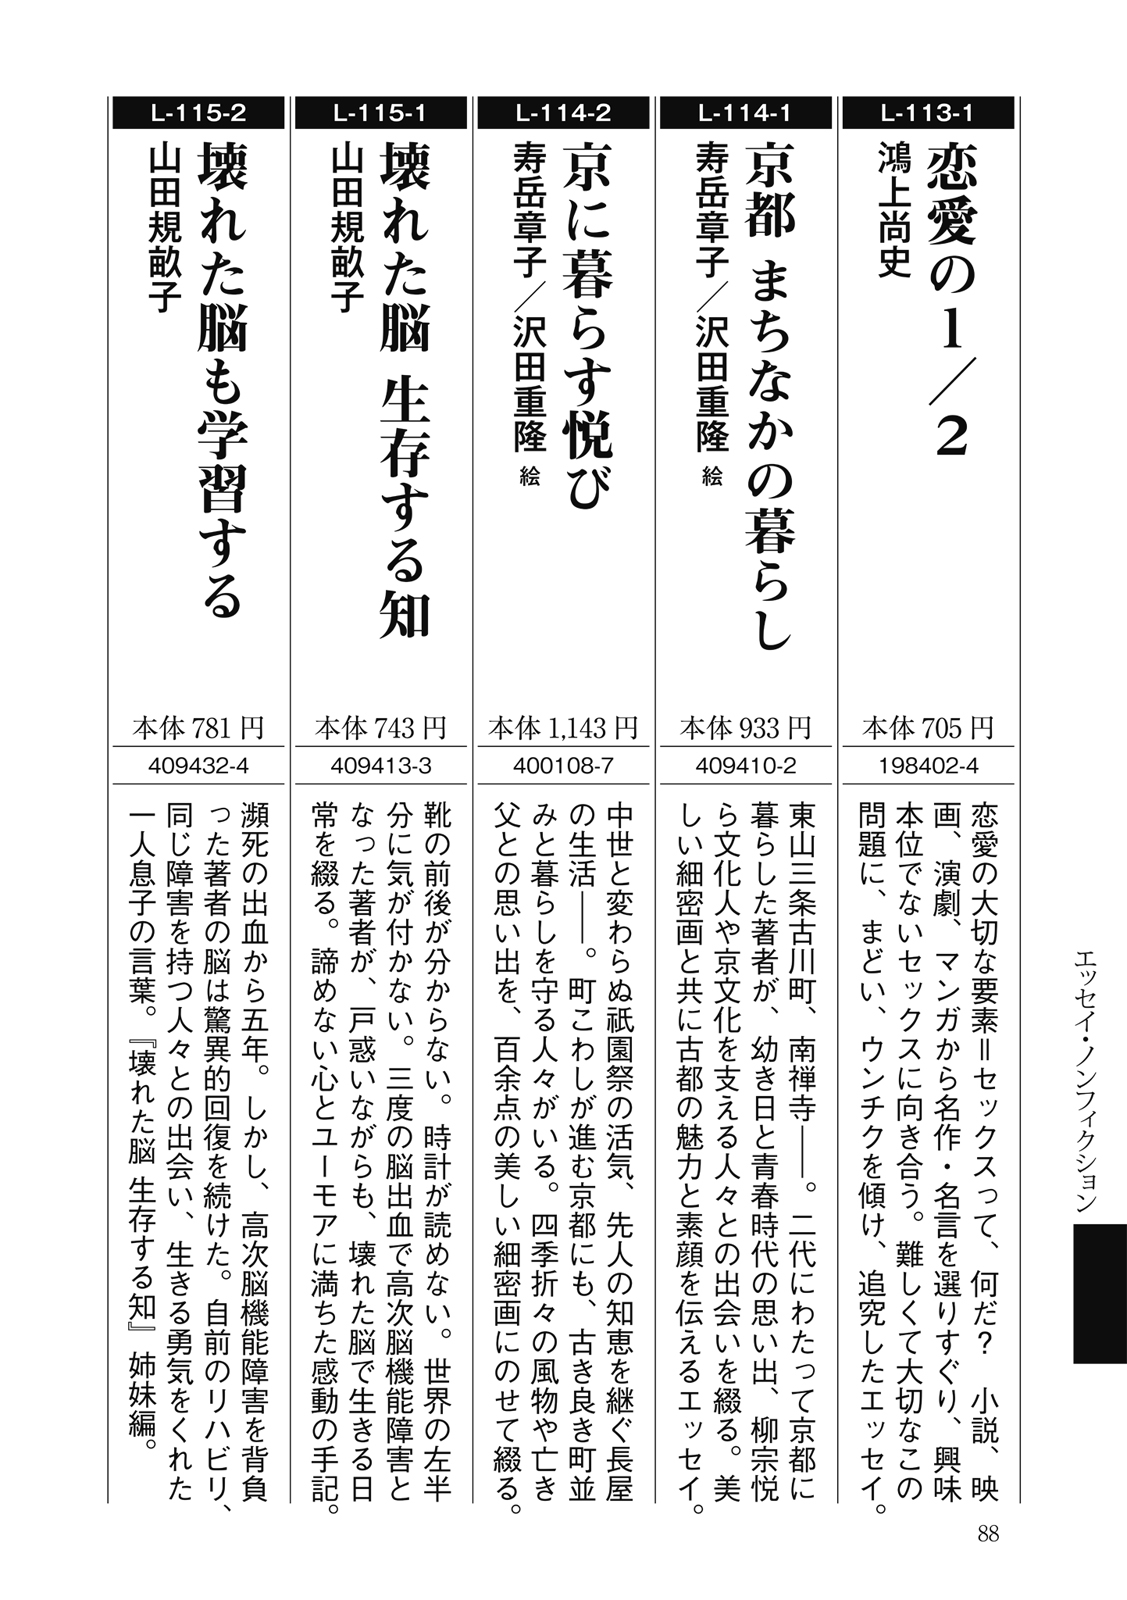 L-113-1
恋愛の1／2
鴻上尚史
本体705円
198402-4
恋愛の大切な要素＝セックスって、何だ？　小説、映
画、演劇、マンガから名作・名言を選りすぐり、興味
本位でないセックスに向き合う。難しくて大切なこの
問題に、まどい、ウンチクを傾け、追究したエッセイ。
L-114-1
京都 まちなかの暮らし
寿岳章子／沢田重隆 絵
本体933円
409410-2
東山三条古川町、南禅寺――。二代にわたって京都に
暮らした著者が、幼き日と青春時代の思い出、柳宗悦
ら文化人や京文化を支える人々との出会いを綴る。美
しい細密画と共に古都の魅力と素顔を伝えるエッセイ。
L-114-2
京に暮らす悦び
寿岳章子／沢田重隆 絵
本体1,143円
400108-7
中世と変わらぬ祇園祭の活気、先人の知恵を継ぐ長屋
の生活――。町こわしが進む京都にも、古き良き町並
みと暮らしを守る人々がいる。四季折々の風物や亡き
父との思い出を、百余点の美しい細密画にのせて綴る。
L-115-1
壊れた脳 生存する知
山田規畝子
本体743円
409413-3
靴の前後が分からない。時計が読めない。世界の左半
分に気が付かない。三度の脳出血で高次脳機能障害と
なった著者が、戸惑いながらも、壊れた脳で生きる日
常を綴る。諦めない心とユーモアに満ちた感動の手記。
L-115-2
壊れた脳も学習する
山田規畝子
本体781円
409432-4
瀕死の出血から五年。しかし、高次脳機能障害を背負
った著者の脳は驚異的回復を続けた。自前のリハビリ、
同じ障害を持つ人々との出会い、生きる勇気をくれた
一人息子の言葉。『壊れた脳 生存する知』姉妹編。
エッセイ・ノンフィクション
88